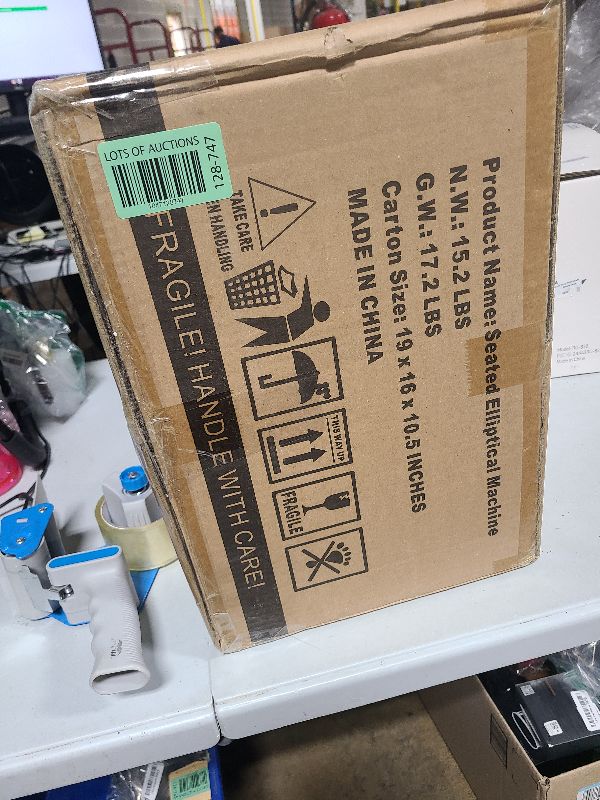 LOTS OF AUCTIONS
128-747
Product Name: Seated Elliptical Machine
N.W.: 15.2 LBS
G.W.: 17.2 LBS
Carton Size: 19 x 16 x 10.5 INCHES
MADE IN CHINA
TAKE CARE
HANDLING
THIS WAY UP
FRAGILE
FRAGILE! HANDLE WITH CARE!